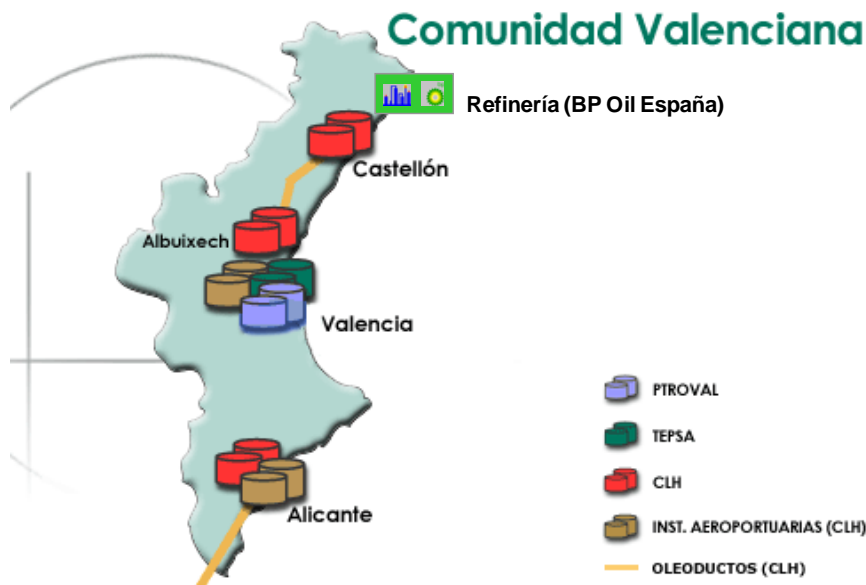 Comunidad Valenciana
Refinería (BP Oil España)
Castellón
Albuixech
Valencia
Alicante
PTROVAL
TEPSA
CLH
INST. AEROPORTUARIAS (CLH)
OLEODUCTOS (CLH)